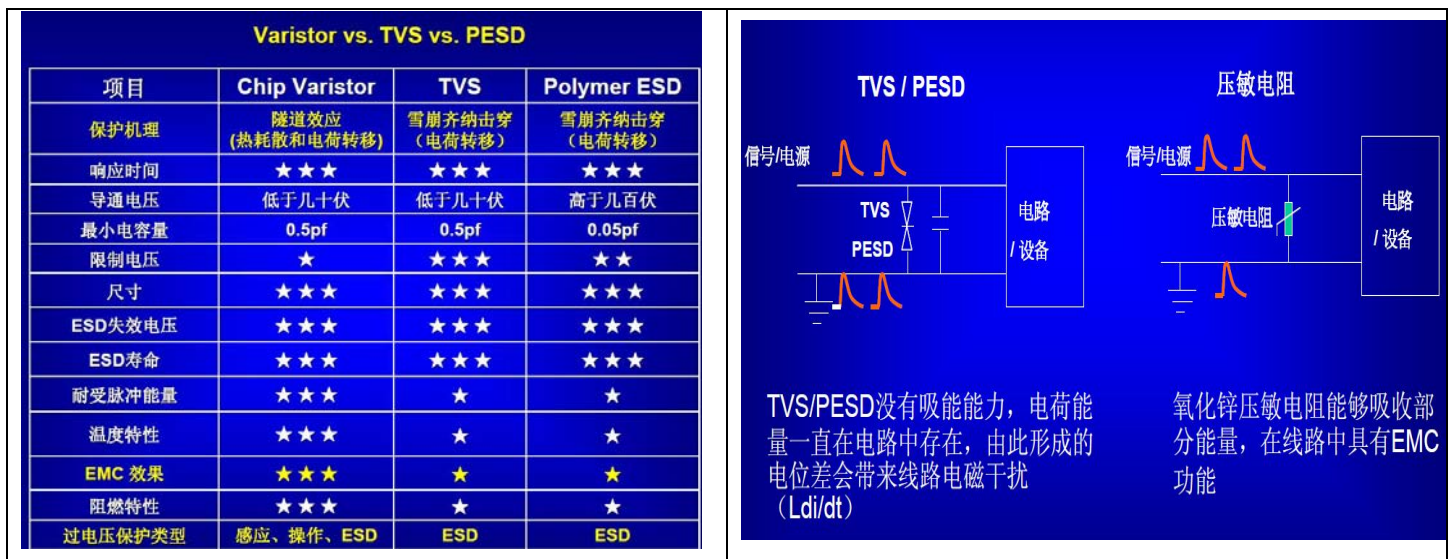 Varistor vs. TVS vs. PESD
项目 Chip Varistor TVS Polymer ESD
保护机理 隧道效应 (热耗散和电荷转移) 雪崩齐纳击穿 （电荷转移） 雪崩齐纳击穿 （电荷转移）
响应时间 ★★★ ★★★ ★★★
导通电压 低于几十伏 低于几十伏 高于几百伏
最小电容量 0.5pf 0.5pf 0.05pf
限制电压 ★ ★★★ ★★
尺寸 ★★★ ★★★ ★★★
ESD失效电压 ★★★ ★★★ ★★★
ESD寿命 ★★★ ★★★ ★★★
耐受脉冲能量 ★★★ ★ ★
温度特性 ★★★ ★ ★
EMC 效果 ★★★ ★ ★
阻燃特性 ★★★ ★ ★
过电压保护类型 感应、操作、ESD ESD ESD
TVS / PESD
信号/电源
TVS
PESD
电路
/ 设备
TVS/PESD没有吸能能力，电荷能
量一直在电路中存在，由此形成的
电位差会带来线路电磁干扰
（Ldi/dt）
压敏电阻
信号/电源
压敏电阻
电路
/ 设备
氧化锌压敏电阻能够吸收部
分能量，在线路中具有EMC
功能